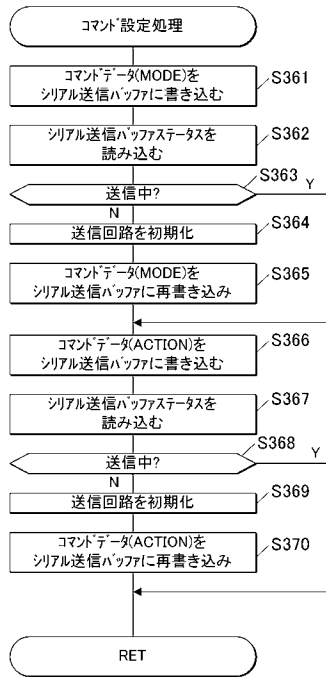 コマンド設定処理
コマンドデータ(MODE)を
シリアル送信バッファに書き込む
S361
シリアル送信バッファステータスを
読み込む
S362
送信中?
S363
Y
N
送信回路を初期化
S364
コマンドデータ(MODE)を
シリアル送信バッファに再書き込み
S365
コマンドデータ(ACTION)を
シリアル送信バッファに書き込む
S366
シリアル送信バッファステータスを
読み込む
S367
送信中?
S368
Y
N
送信回路を初期化
S369
コマンドデータ(ACTION)を
シリアル送信バッファに再書き込み
S370
RET